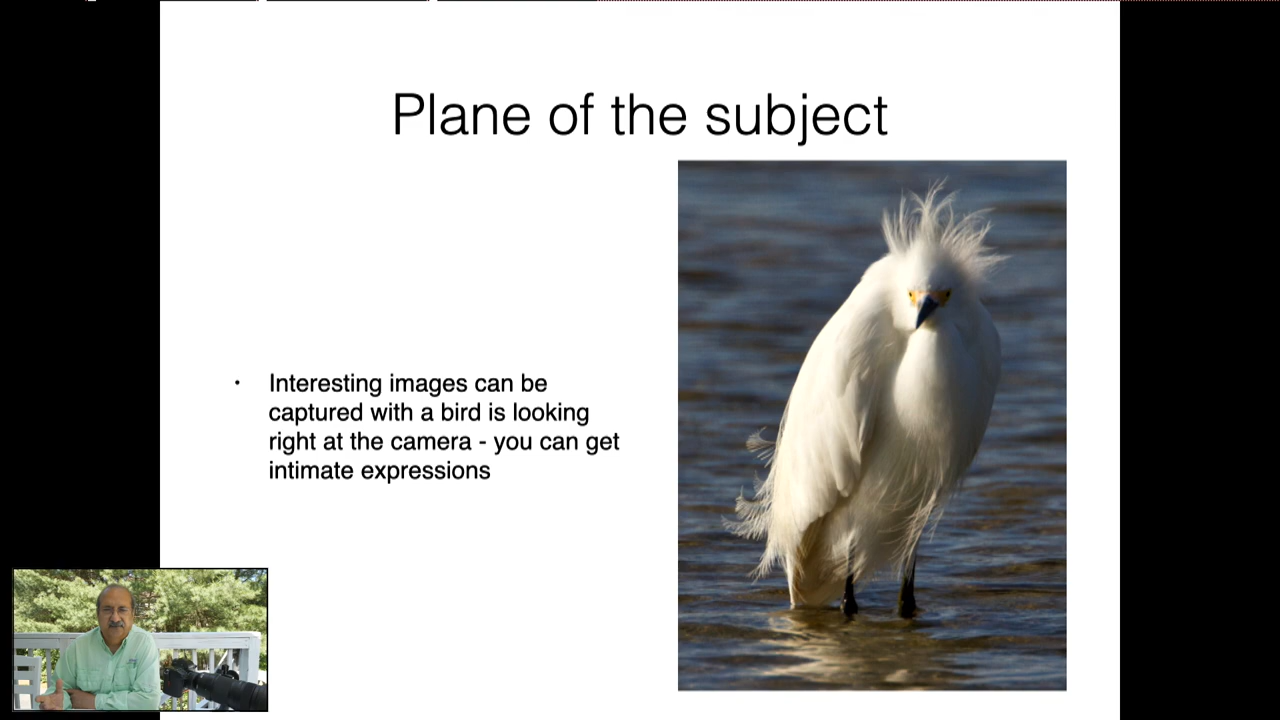 Plane of the subject
• Interesting images can be
captured with a bird is looking
right at the camera - you can get
intimate expressions